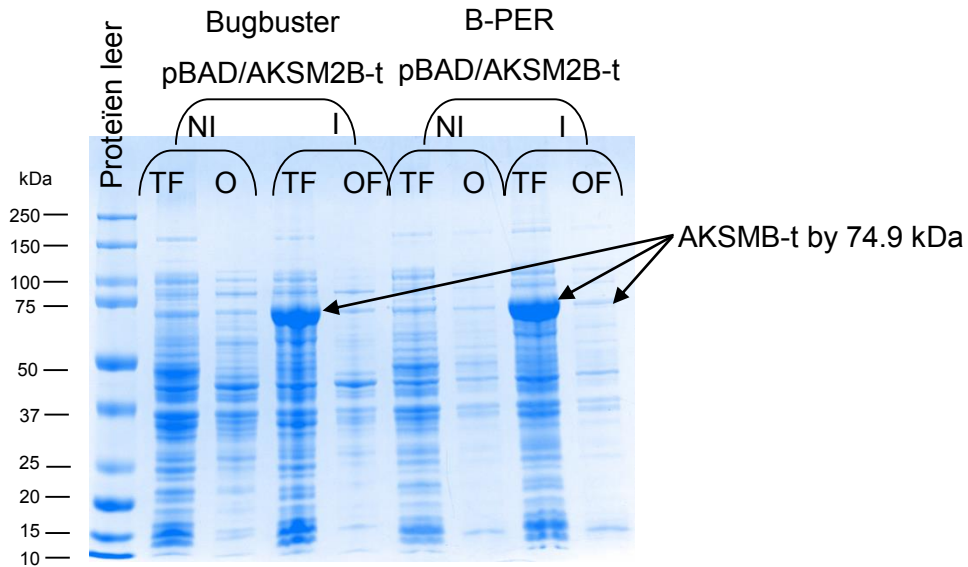 Proteïen leer
Bugbuster
B-PER
pBAD/AKSM2B-t
pBAD/AKSM2B-t
NI
I
NI
I
TF
O
TF
OF
TF
O
TF
OF
kDa
250
150
100
75
50
37
25
20
15
10
AKSMB-t by 74.9 kDa